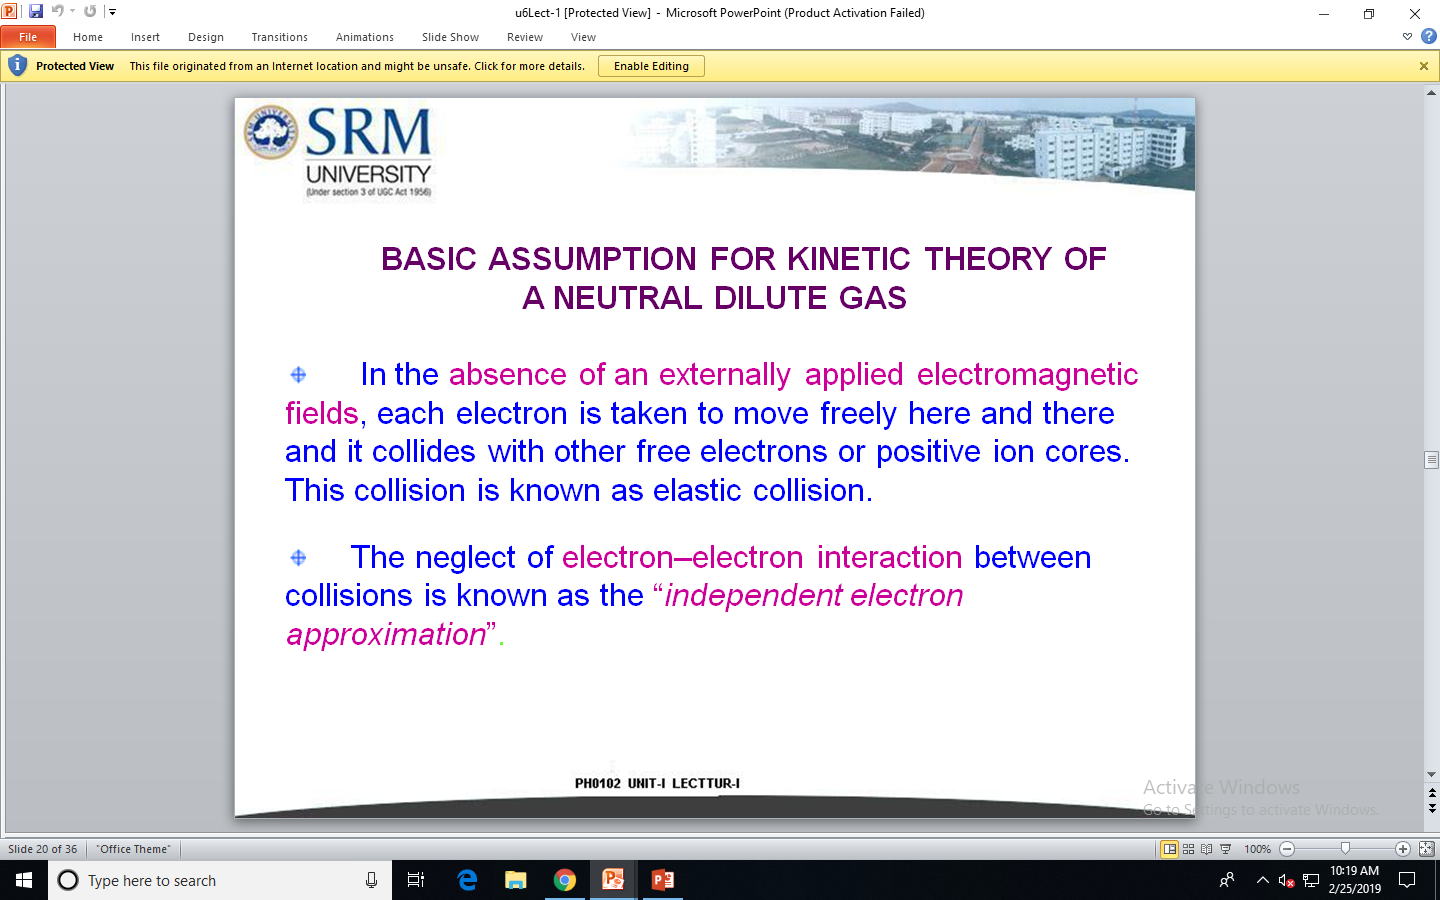 u6Lect-1 [Protected View] - Microsoft PowerPoint (Product Activation Failed)
File Home Insert Design Transitions Animations Slide Show Review View
Protected View This file originated from an Internet location and might be unsafe. Click for more details. Enable Editing
SRM
UNIVERSITY
(Under section 3 of UGC Act 1956)
BASIC ASSUMPTION FOR KINETIC THEORY OF
A NEUTRAL DILUTE GAS
In the absence of an externally applied electromagnetic
fields, each electron is taken to move freely here and there
and it collides with other free electrons or positive ion cores.
This collision is known as elastic collision.
The neglect of electron–electron interaction between
collisions is known as the “independent electron
approximation”.
PH0102 UNIT-I LECTTUR-I
Activate Windows
Go to Settings to activate Windows.
Slide 20 of 36 "Office Theme" 100%
Type here to search
10:19 AM
2/25/2019